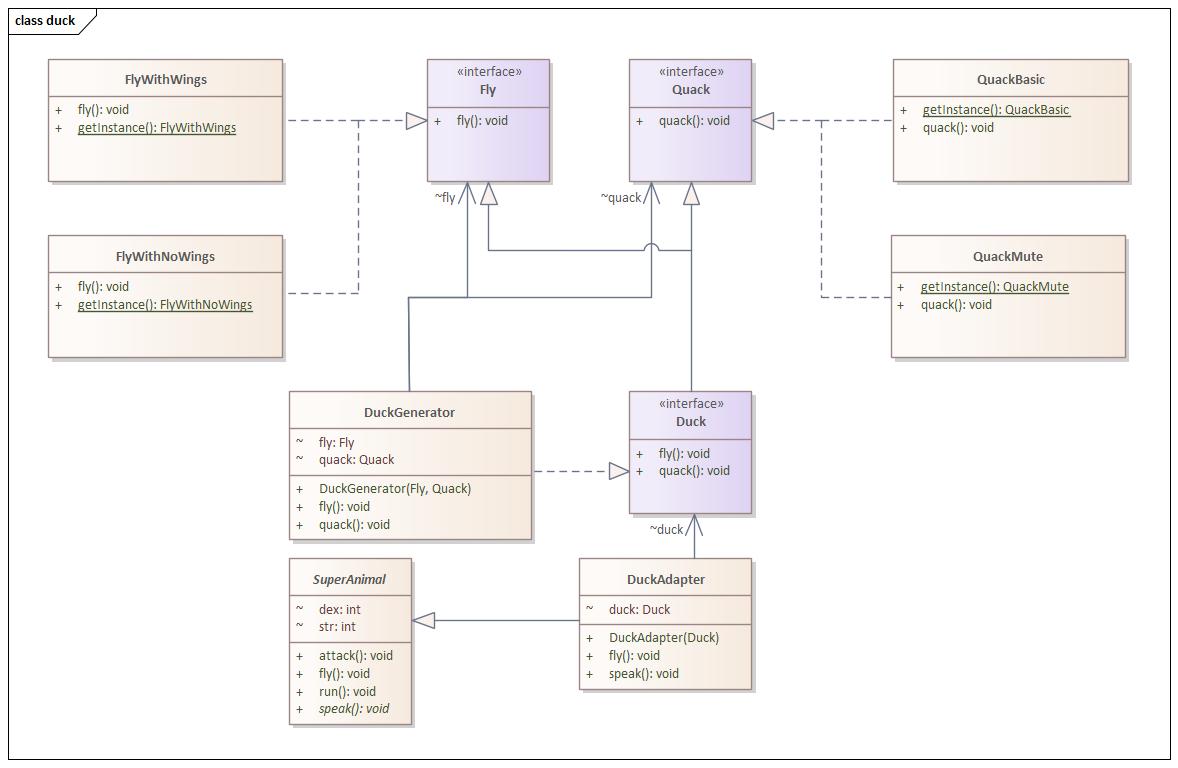 class duck
FlyWithWings
+ fly(): void
+ getInstance(): FlyWithWings
«interface»
Fly
+ fly(): void
«interface»
Quack
+ quack(): void
QuackBasic
+ getInstance(): QuackBasic
+ quack(): void
~fly
~quack
FlyWithNoWings
+ fly(): void
+ getInstance(): FlyWithNoWings
QuackMute
+ getInstance(): QuackMute
+ quack(): void
DuckGenerator
~ fly: Fly
~ quack: Quack
+ DuckGenerator(Fly, Quack)
+ fly(): void
+ quack(): void
«interface»
Duck
+ fly(): void
+ quack(): void
~duck
SuperAnimal
~ dex: int
~ str: int
+ attack(): void
+ fly(): void
+ run(): void
+ speak(): void
DuckAdapter
~ duck: Duck
+ DuckAdapter(Duck)
+ fly(): void
+ speak(): void